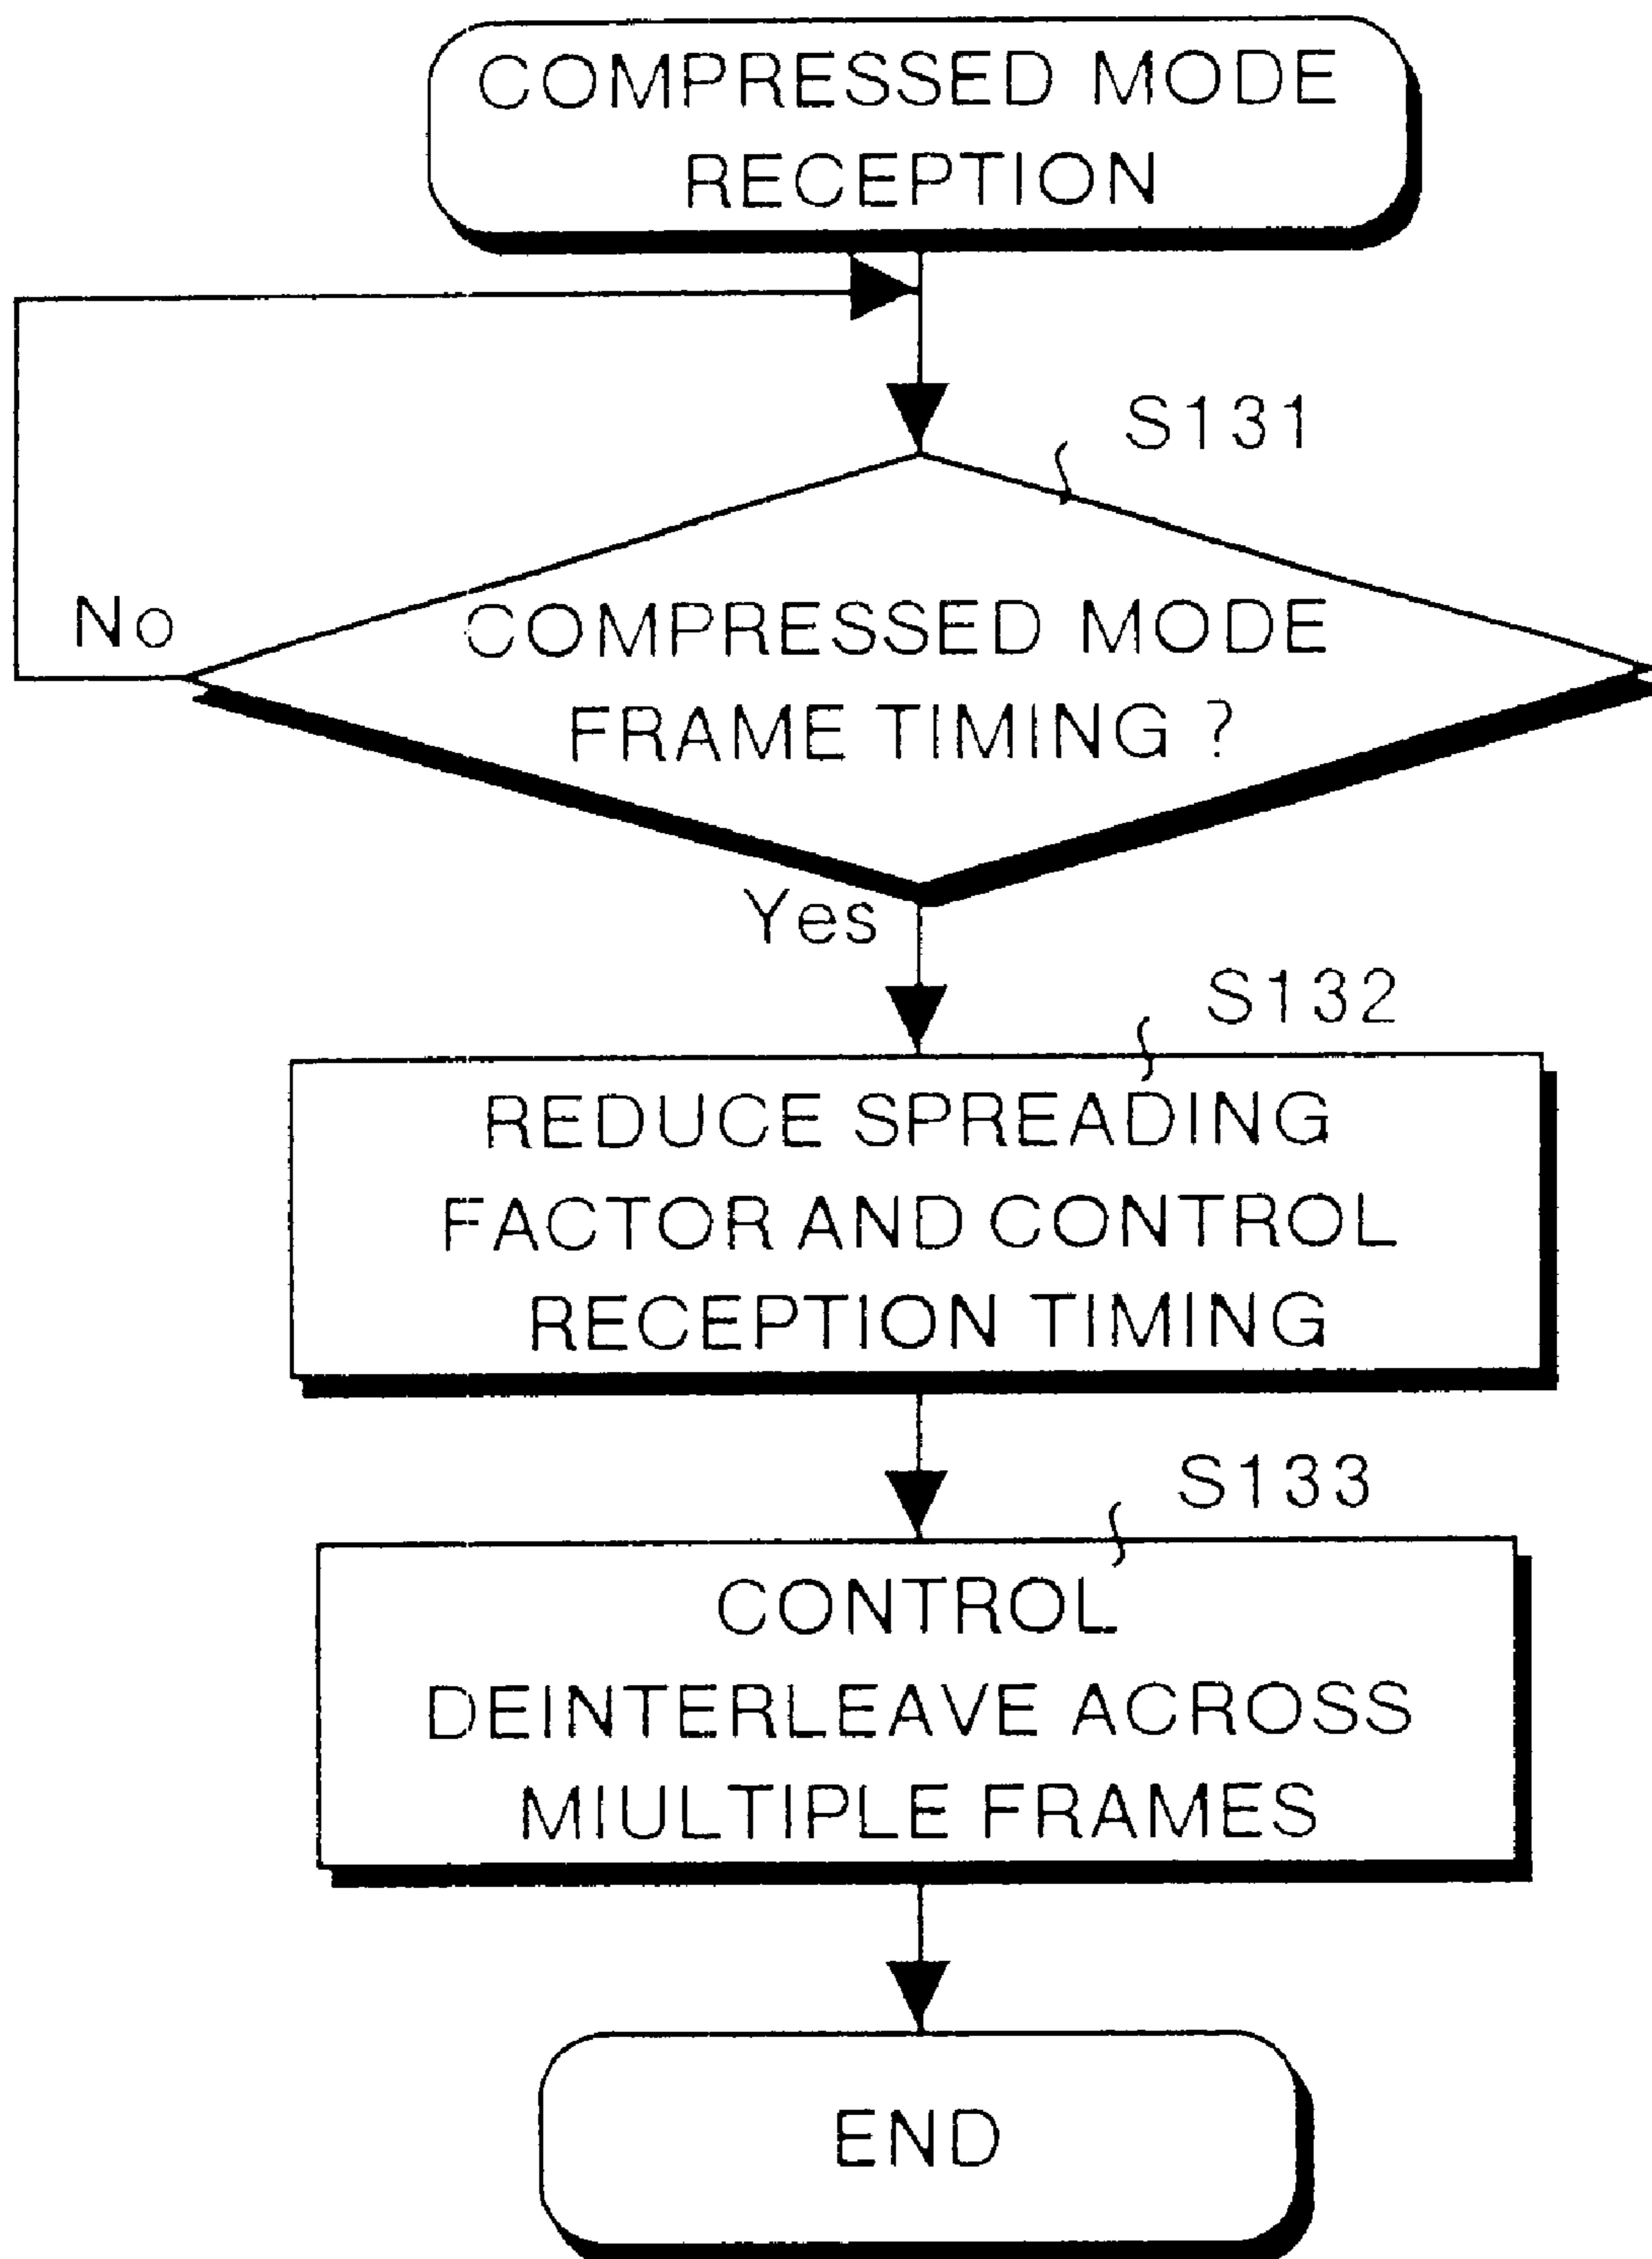 COMPRESSED MODE
RECEPTION
S131
No
COMPRESSED MODE
FRAME TIMING ?
Yes
S132
REDUCE SPREADING
FACTOR AND CONTROL
RECEPTION TIMING
S133
CONTROL
DEINTERLEAVE ACROSS
MIULTIPLE FRAMES
END